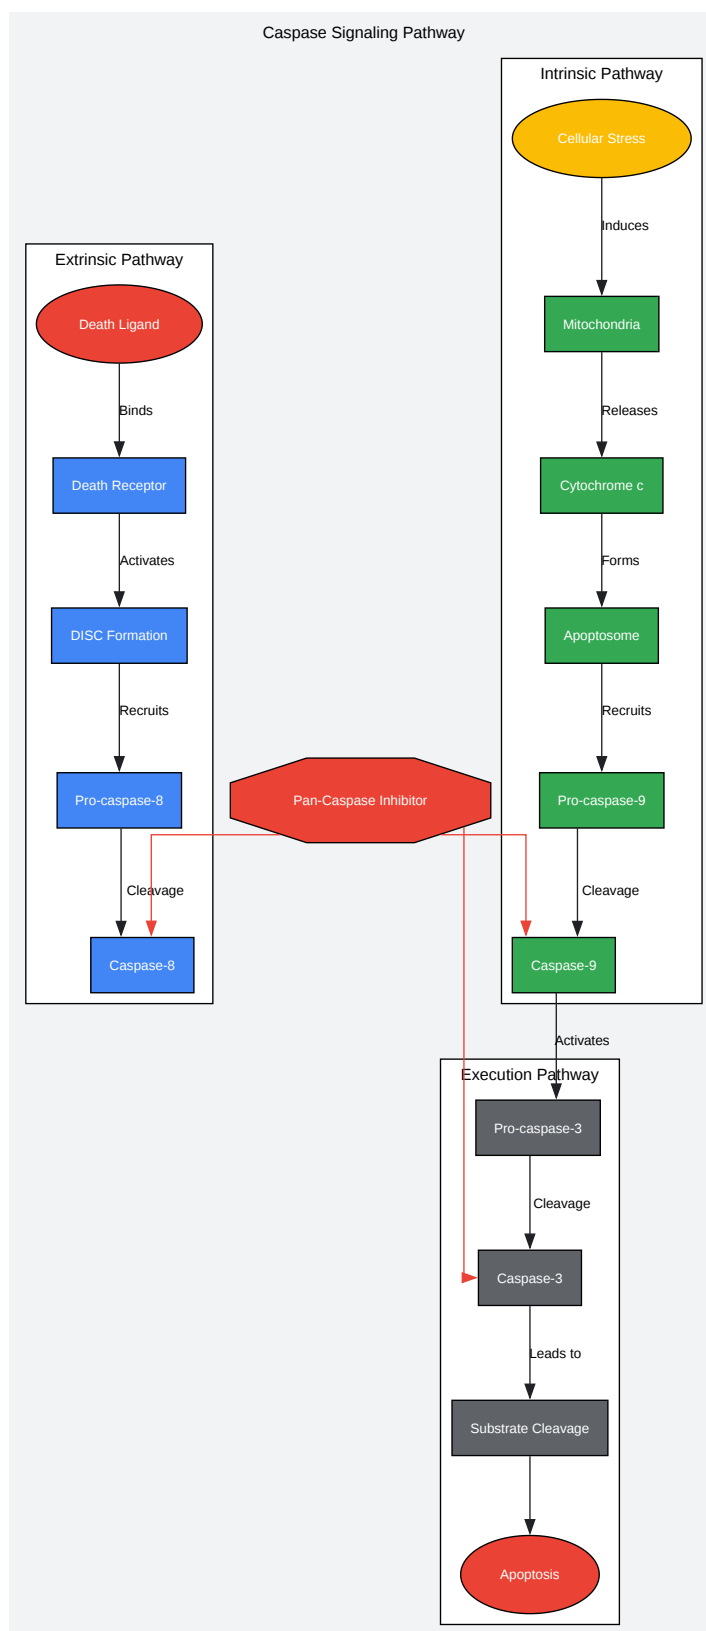 Caspase Signaling Pathway
Intrinsic Pathway
Cellular Stress
Induces
Mitochondria
Releases
Cytochrome c
Forms
Apoptosome
Recruits
Pro-caspase-9
Cleavage
Caspase-9
Activates
Extrinsic Pathway
Death Ligand
Binds
Death Receptor
Activates
DISC Formation
Recruits
Pro-caspase-8
Cleavage
Caspase-8
Pan-Caspase Inhibitor
Execution Pathway
Pro-caspase-3
Cleavage
Caspase-3
Leads to
Substrate Cleavage
Apoptosis